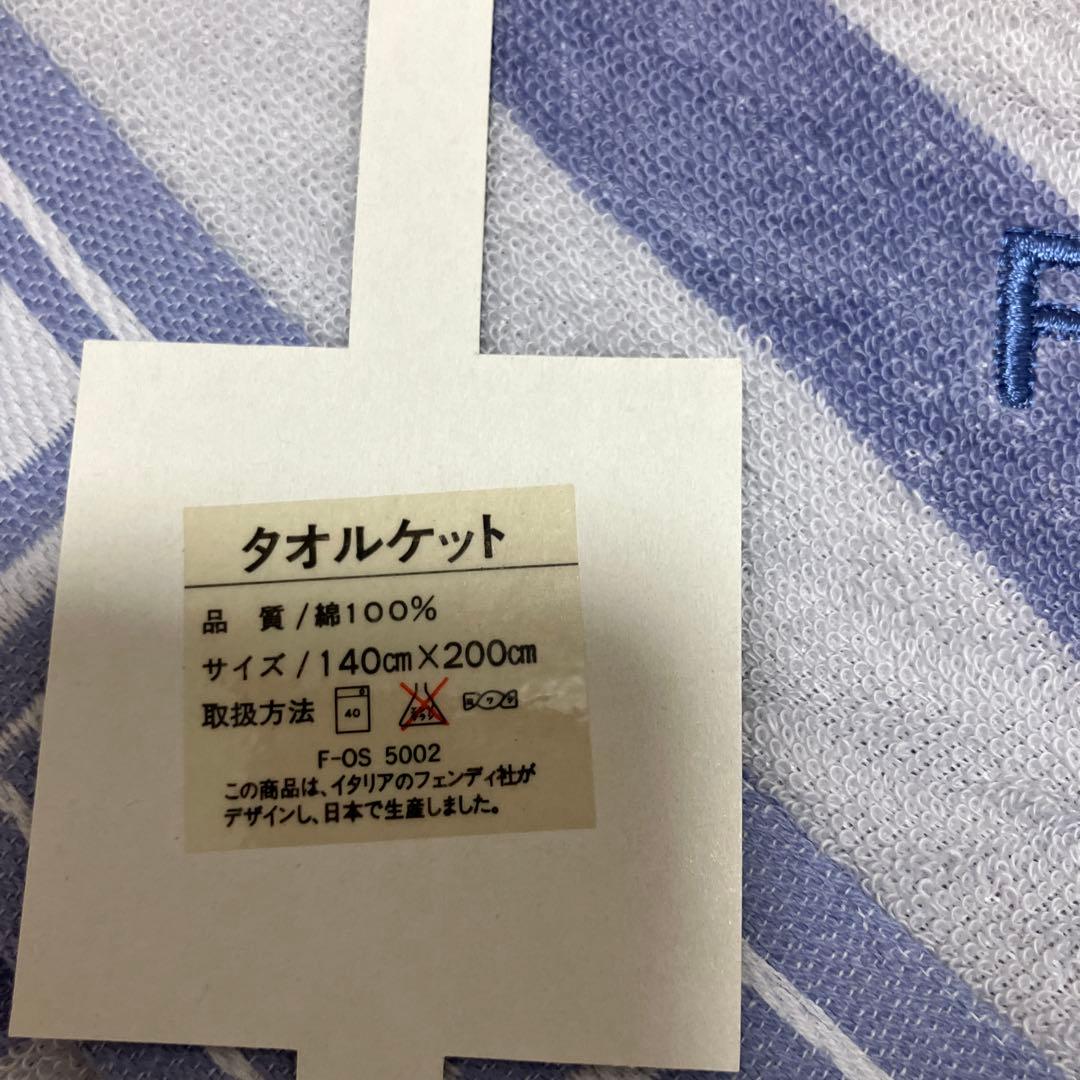 タオルケット
品 質/綿100%
サイズ/140㎝×200㎝
取扱方法 40
F-OS 5002
この商品は、イタリアのフェンディ社が
デザインし、日本で生産しました。
F